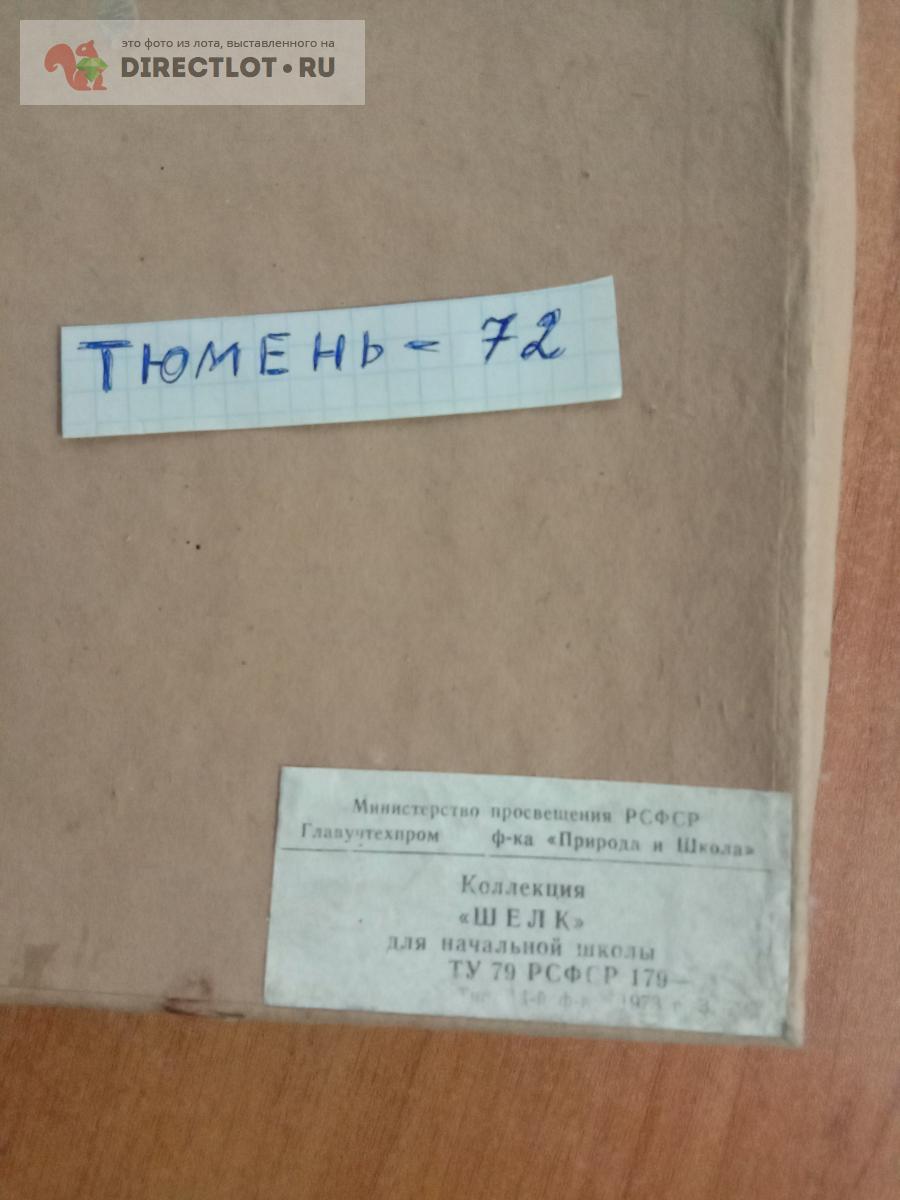 это фото из лота, выставленного на
DIRECTLOT•RU
ТЮМЕНЬ - 72
Министерство просвещения РСФСР
Главучтехпром ф-ка «Природа и Школа»
Коллекция
«ШЕЛК»
для начальной школы
ТУ 79 РСФСР 179—
1973 г. З.